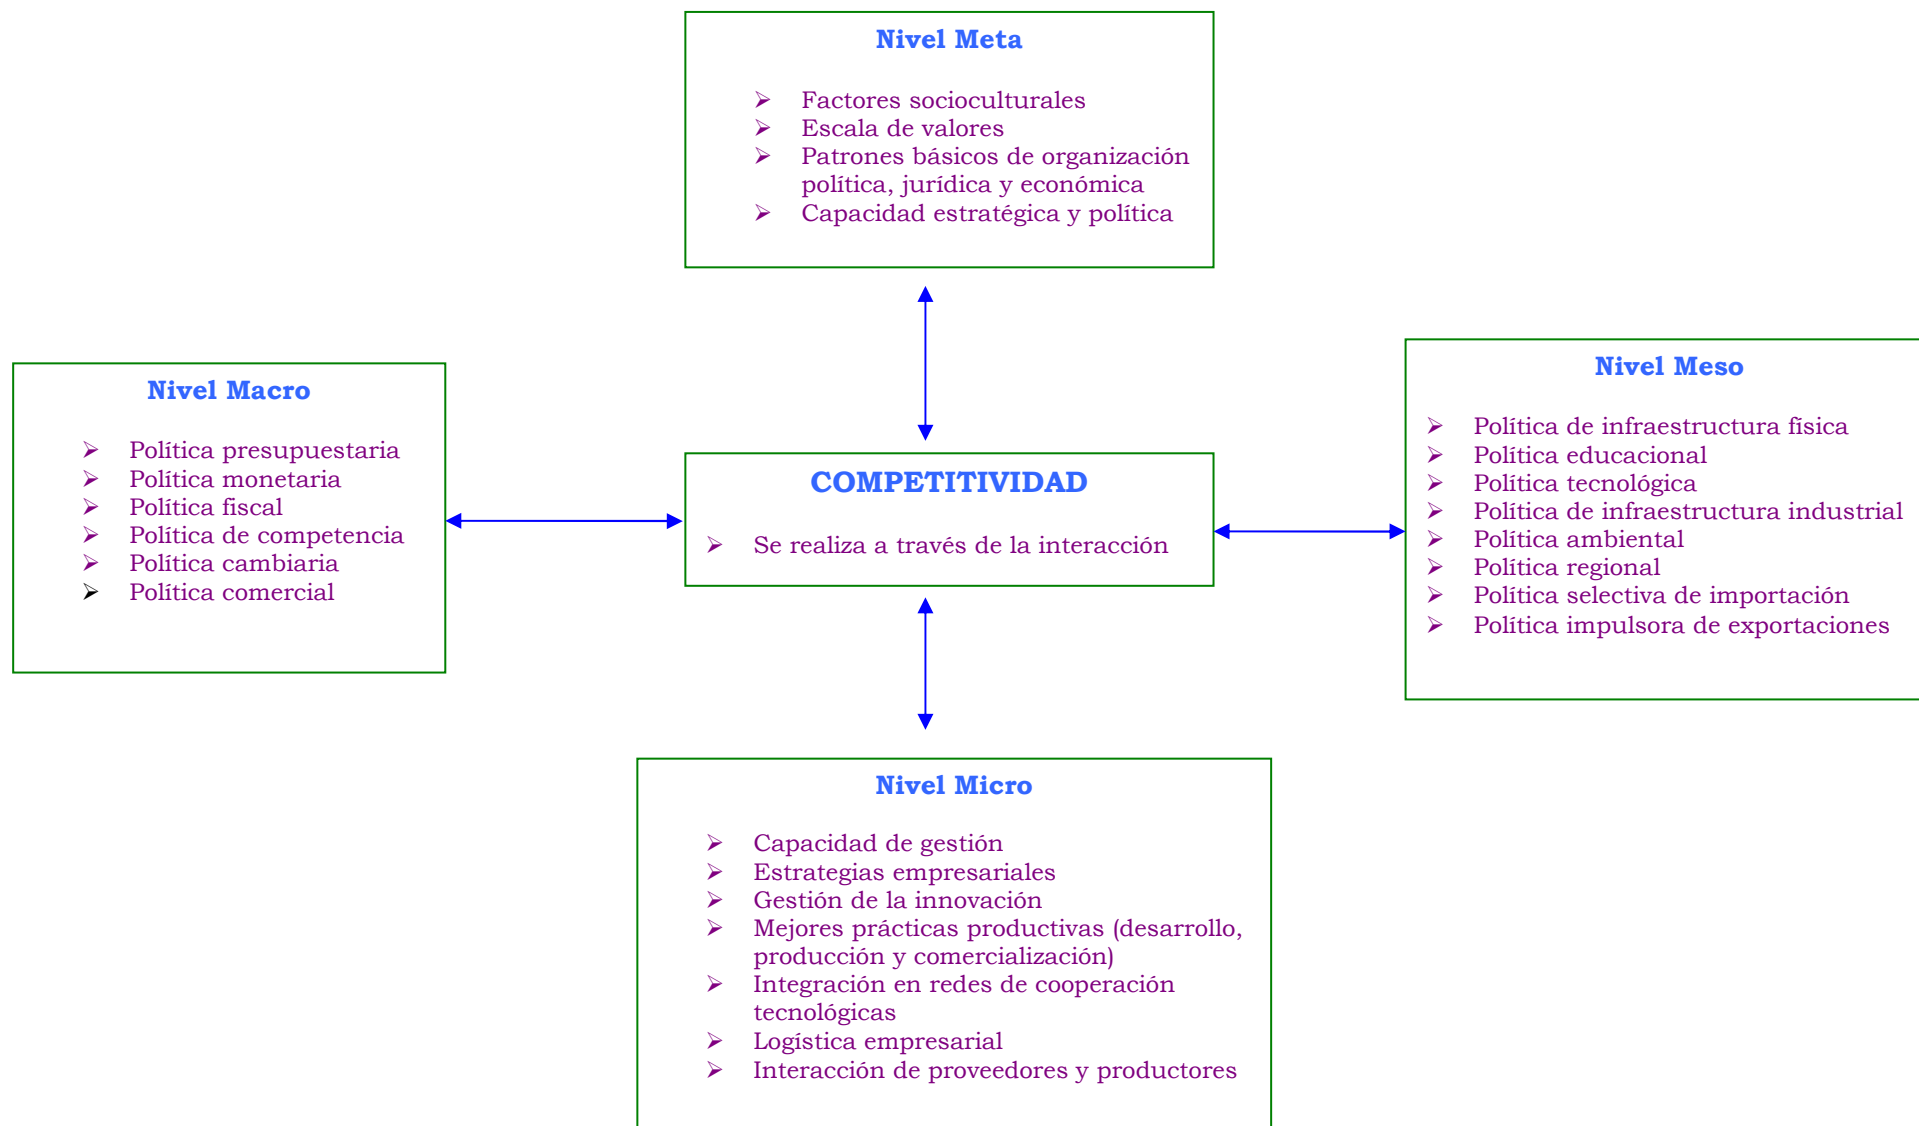 Nivel Meta
➢ Factores socioculturales
➢ Escala de valores
➢ Patrones básicos de organización
política, jurídica y económica
➢ Capacidad estratégica y política
Nivel Macro
➢ Política presupuestaria
➢ Política monetaria
➢ Política fiscal
➢ Política de competencia
➢ Política cambiaria
➢ Política comercial
COMPETITIVIDAD
➢ Se realiza a través de la interacción
Nivel Meso
➢ Política de infraestructura física
➢ Política educacional
➢ Política tecnológica
➢ Política de infraestructura industrial
➢ Política ambiental
➢ Política regional
➢ Política selectiva de importación
➢ Política impulsora de exportaciones
Nivel Micro
➢ Capacidad de gestión
➢ Estrategias empresariales
➢ Gestión de la innovación
➢ Mejores prácticas productivas (desarrollo,
producción y comercialización)
➢ Integración en redes de cooperación
tecnológicas
➢ Logística empresarial
➢ Interacción de proveedores y productores